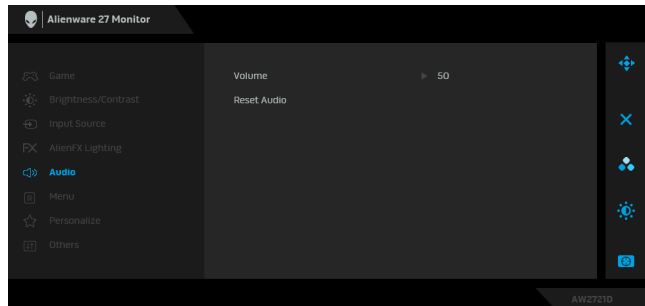 Alienware 27 Monitor
Game
Brightness/Contrast
Input Source
FX AlienFX Lighting
Audio
Menu
Personalize
Others
Volume 50
Reset Audio
AW2721D